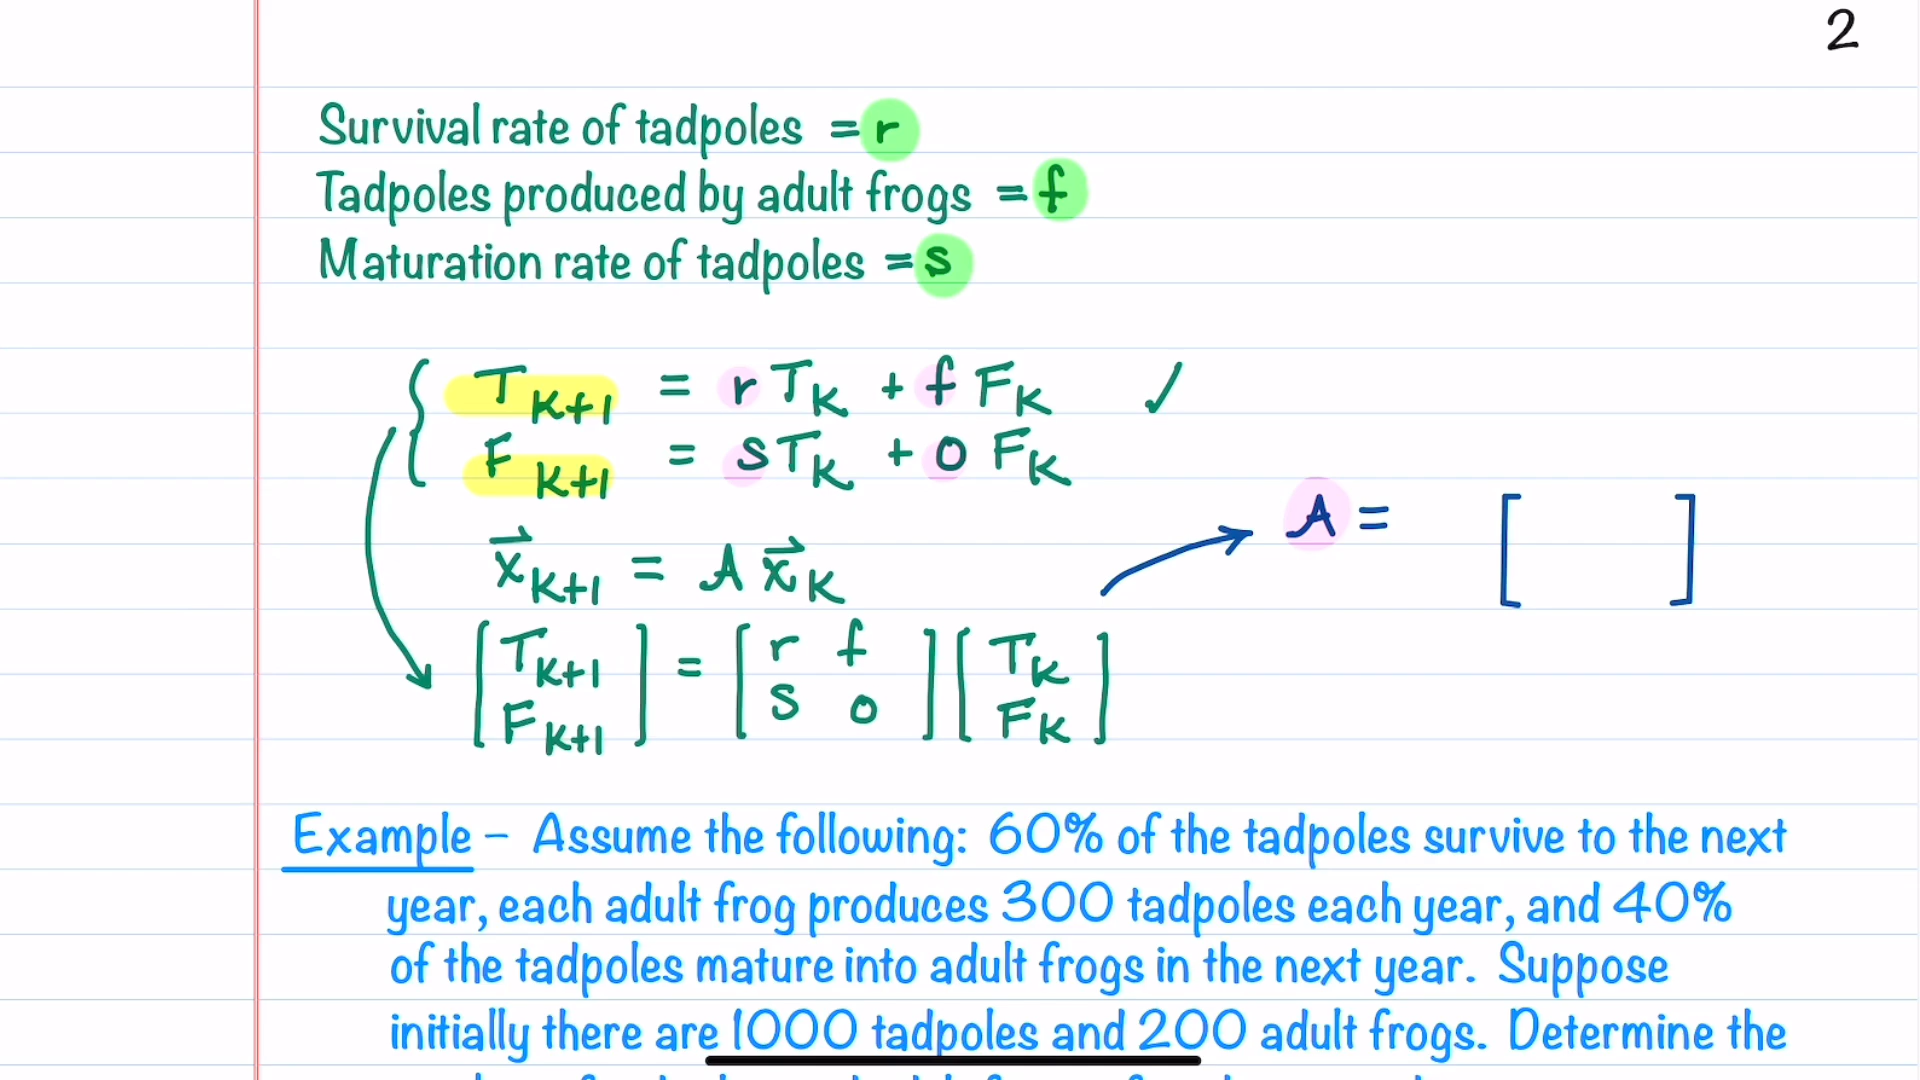 2
Survival rate of tadpoles = r
Tadpoles produced by adult frogs = f
Maturation rate of tadpoles = s
{ T_{K+1} = r T_K + f F_K ✓
F_{K+1} = S T_K + 0 F_K
A = [ ]
\vec{x}_{K+1} = A \vec{x}_K
[ T_{K+1} ] = [ r f ] [ T_K ]
[ F_{K+1} ] [ S 0 ] [ F_K ]
Example – Assume the following: 60% of the tadpoles survive to the next
year, each adult frog produces 300 tadpoles each year, and 40%
of the tadpoles mature into adult frogs in the next year. Suppose
initially there are 1000 tadpoles and 200 adult frogs. Determine the